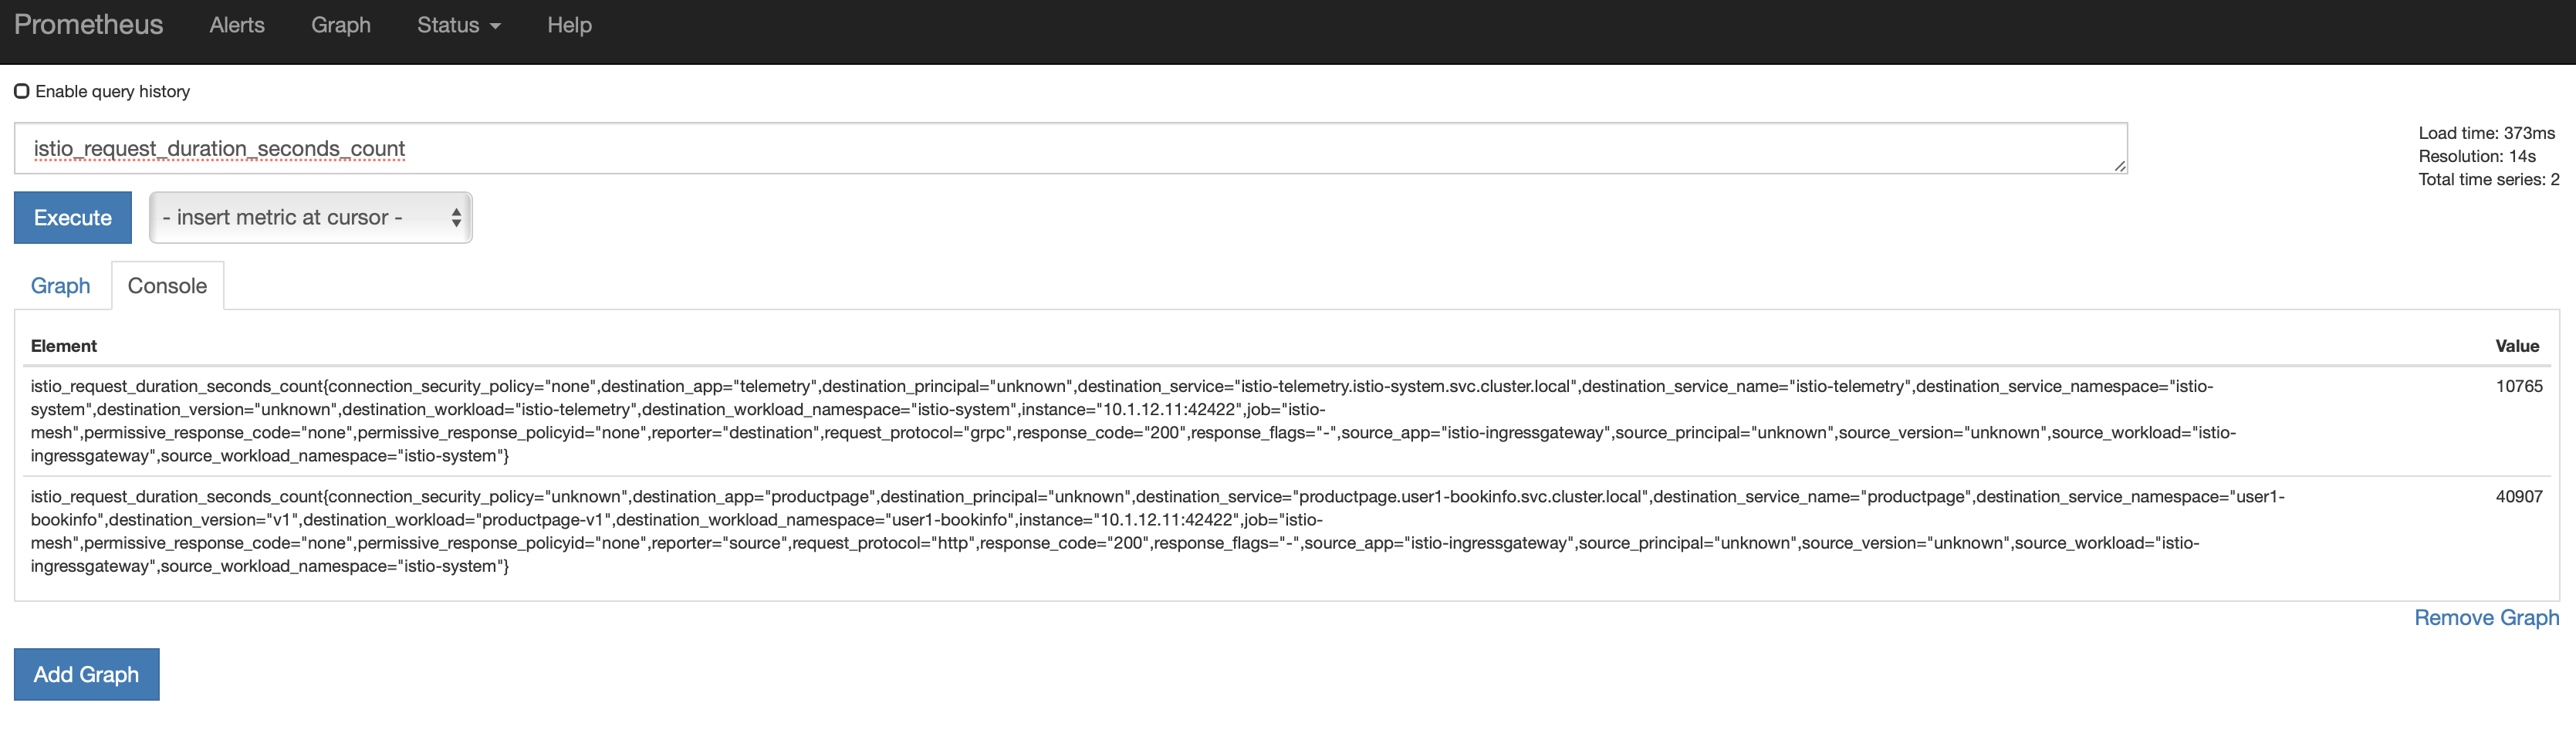 Prometheus Alerts Graph Status Help
Enable query history
istio_request_duration_seconds_count
Load time: 373ms
Resolution: 14s
Total time series: 2
Execute - insert metric at cursor -
Graph Console
Element Value
istio_request_duration_seconds_count{connection_security_policy="none",destination_app="telemetry",destination_principal="unknown",destination_service="istio-telemetry.istio-system.svc.cluster.local",destination_service_name="istio-telemetry",destination_service_namespace="istio- 10765
system",destination_version="unknown",destination_workload="istio-telemetry",destination_workload_namespace="istio-system",instance="10.1.12.11:42422",job="istio-
mesh",permissive_response_code="none",permissive_response_policyid="none",reporter="destination",request_protocol="grpc",response_code="200",response_flags="-",source_app="istio-ingressgateway",source_principal="unknown",source_version="unknown",source_workload="istio-
ingressgateway",source_workload_namespace="istio-system"}
istio_request_duration_seconds_count{connection_security_policy="unknown",destination_app="productpage",destination_principal="unknown",destination_service="productpage.user1-bookinfo.svc.cluster.local",destination_service_name="productpage",destination_service_namespace="user1- 40907
bookinfo",destination_version="v1",destination_workload="productpage-v1",destination_workload_namespace="user1-bookinfo",instance="10.1.12.11:42422",job="istio-
mesh",permissive_response_code="none",permissive_response_policyid="none",reporter="source",request_protocol="http",response_code="200",response_flags="-",source_app="istio-ingressgateway",source_principal="unknown",source_version="unknown",source_workload="istio-
ingressgateway",source_workload_namespace="istio-system"}
Remove Graph
Add Graph